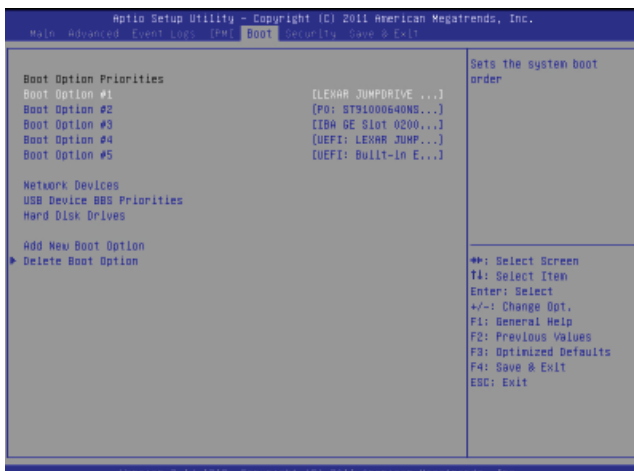 Aptio Setup Utility – Copyright (C) 2011 American Megatrends, Inc.
Main Advanced Event Logs IPMI Boot Security Save & Exit
Boot Option Priorities
Boot Option #1 [LEXAR JUMPDRIVE ...]
Boot Option #2 [P0: ST91000640NS...]
Boot Option #3 [IBA GE Slot 0200...]
Boot Option #4 [UEFI: LEXAR JUMP...]
Boot Option #5 [UEFI: Built-in E...]
Network Devices
USB Device BBS Priorities
Hard Disk Drives
Add New Boot Option
Delete Boot Option
Sets the system boot
order
↔: Select Screen
↑↓: Select Item
Enter: Select
+/-: Change Opt.
F1: General Help
F2: Previous Values
F3: Optimized Defaults
F4: Save & Exit
ESC: Exit